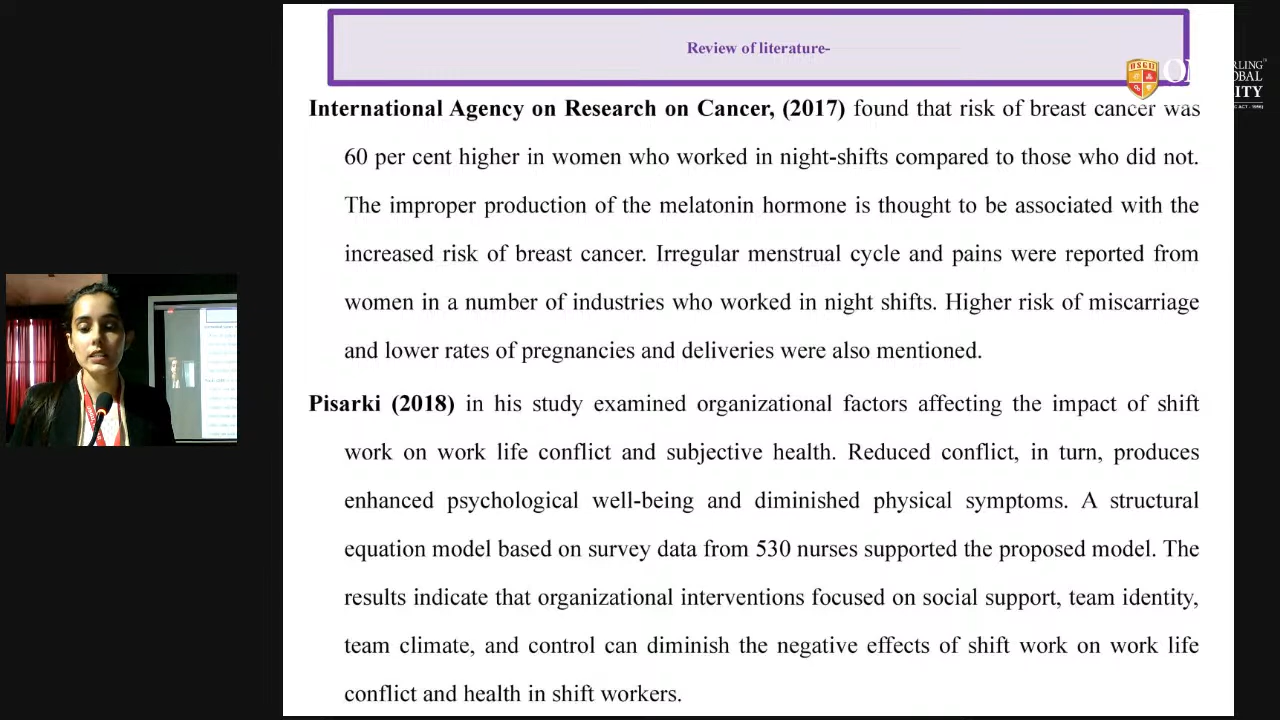 Review of literature-
International Agency on Research on Cancer, (2017) found that risk of breast cancer was
60 per cent higher in women who worked in night-shifts compared to those who did not.
The improper production of the melatonin hormone is thought to be associated with the
increased risk of breast cancer. Irregular menstrual cycle and pains were reported from
women in a number of industries who worked in night shifts. Higher risk of miscarriage
and lower rates of pregnancies and deliveries were also mentioned.
Pisarki (2018) in his study examined organizational factors affecting the impact of shift
work on work life conflict and subjective health. Reduced conflict, in turn, produces
enhanced psychological well-being and diminished physical symptoms. A structural
equation model based on survey data from 530 nurses supported the proposed model. The
results indicate that organizational interventions focused on social support, team identity,
team climate, and control can diminish the negative effects of shift work on work life
conflict and health in shift workers.
OSGU